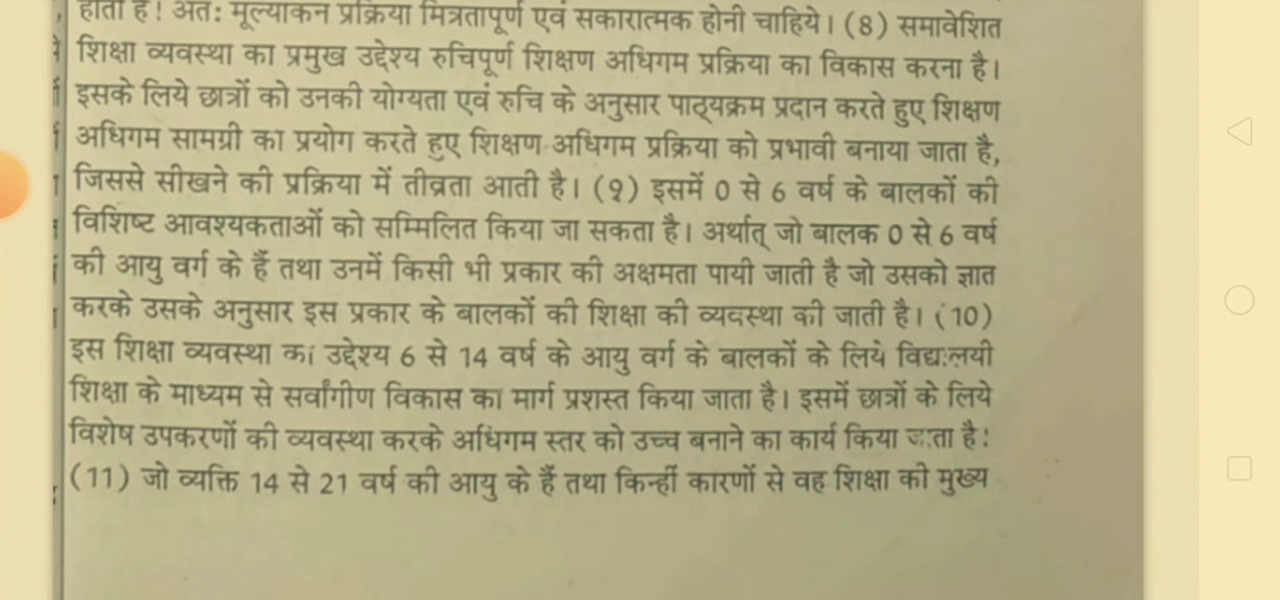 होती है। अत: मूल्यांकन प्रक्रिया मित्रतापूर्ण एवं सकारात्मक होनी चाहिये। (8) समावेशित
शिक्षा व्यवस्था का प्रमुख उद्देश्य रुचिपूर्ण शिक्षण अधिगम प्रक्रिया का विकास करना है।
इसके लिये छात्रों को उनकी योग्यता एवं रुचि के अनुसार पाठ्यक्रम प्रदान करते हुए शिक्षण
अधिगम सामग्री का प्रयोग करते हुए शिक्षण अधिगम प्रक्रिया को प्रभावी बनाया जाता है,
जिससे सीखने की प्रक्रिया में तीव्रता आती है। (9) इसमें 0 से 6 वर्ष के बालकों की
विशिष्ट आवश्यकताओं को सम्मिलित किया जा सकता है। अर्थात् जो बालक 0 से 6 वर्ष
की आयु वर्ग के हैं तथा उनमें किसी भी प्रकार की अक्षमता पायी जाती है जो उसको ज्ञात
करके उसके अनुसार इस प्रकार के बालकों की शिक्षा की व्यवस्था की जाती है। (10)
इस शिक्षा व्यवस्था का उद्देश्य 6 से 14 वर्ष के आयु वर्ग के बालकों के लिये विद्यालयी
शिक्षा के माध्यम से सर्वांगीण विकास का मार्ग प्रशस्त किया जाता है। इसमें छात्रों के लिये
विशेष उपकरणों की व्यवस्था करके अधिगम स्तर को उच्च बनाने का कार्य किया जाता है।
(11) जो व्यक्ति 14 से 21 वर्ष की आयु के हैं तथा किन्हीं कारणों से वह शिक्षा की मुख्य